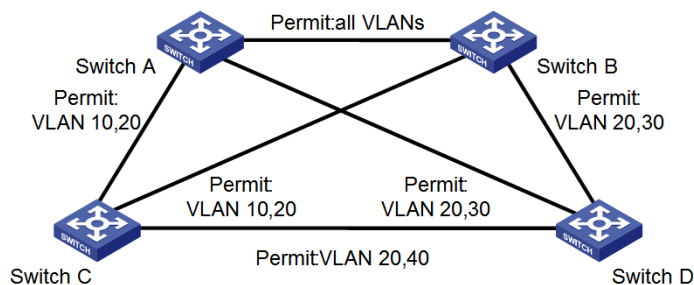 Permit:all VLANs
SWITCH
SWITCH
Switch A
Switch B
Permit:
VLAN 10,20
Permit:
VLAN 20,30
Permit:
VLAN 10,20
Permit:
VLAN 20,30
SWITCH
SWITCH
Permit:VLAN 20,40
Switch C
Switch D